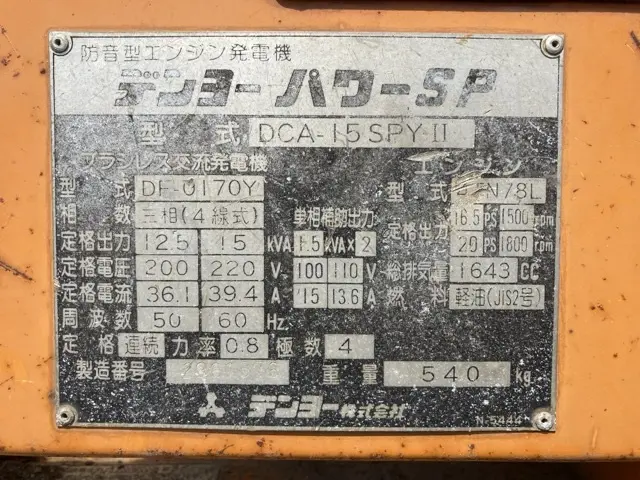 防音型エンジン発電機
デンヨーパワーSP
型 式 DCA-15SPY-II
ブラシレス交流発電機 エンジン
型 式 DF-0170Y 型 式 N78L
相 数 三相(4線式) 単相補助出力 定格出力 16.5 PS 1500 rpm
定格出力 12.5 15 kVA 1.5 kVA×2 20 PS 1800 rpm
定格電圧 200 220 V 100 110 V 総排気量 1643 CC
定格電流 36.1 39.4 A 15 13.6 A 燃 料 軽油(JIS2号)
周波数 50 60 Hz
定 格 連続 力 率 0.8 極 数 4
製造番号 重 量 540 kg
デンヨー株式会社
N-5444